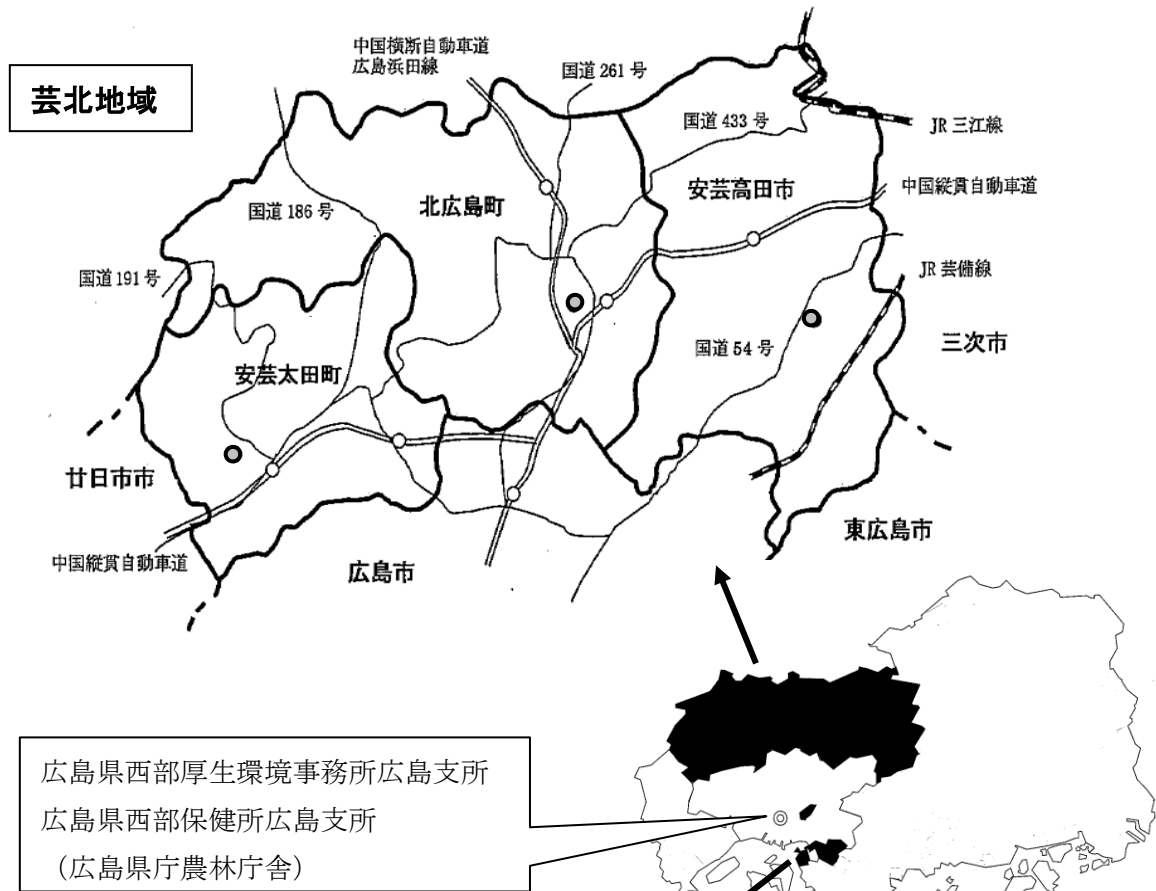 芸北地域
中国横断自動車道
広島浜田線
国道 261 号
国道 433 号
JR 三江線
安芸高田市
中国縦貫自動車道
北広島町
国道 186 号
国道 191 号
JR 芸備線
国道 54 号
三次市
安芸太田町
廿日市市
東広島市
中国縦貫自動車道
広島市
広島県西部厚生環境事務所広島支所
広島県西部保健所広島支所
（広島県庁農林庁舎）